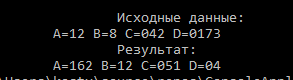 Исходные данные:
A=12 B=8 C=042 D=0173
Результат:
A=162 B=12 C=051 D=04